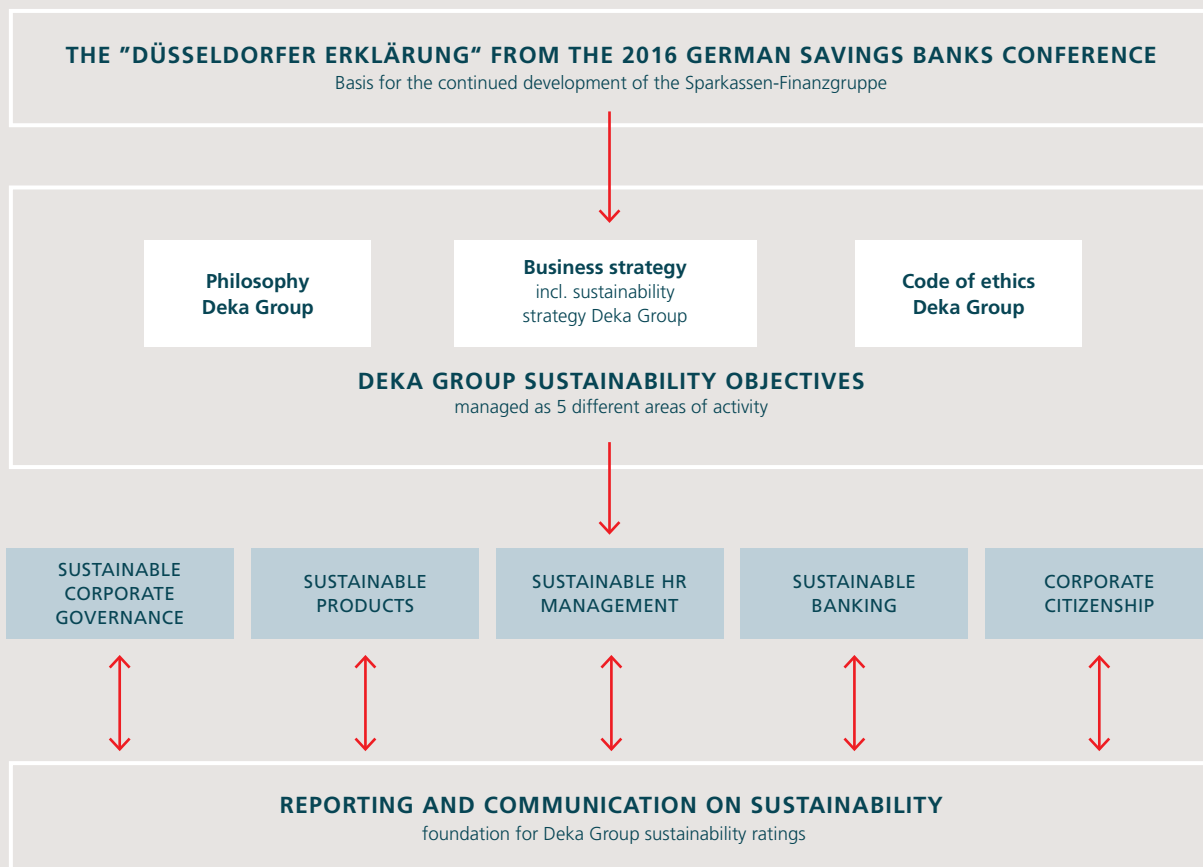 THE "DÜSSELDORFER ERKLÄRUNG“ FROM THE 2016 GERMAN SAVINGS BANKS CONFERENCE
Basis for the continued development of the Sparkassen-Finanzgruppe
Philosophy
Deka Group
Business strategy
incl. sustainability
strategy Deka Group
Code of ethics
Deka Group
DEKA GROUP SUSTAINABILITY OBJECTIVES
managed as 5 different areas of activity
SUSTAINABLE
CORPORATE
GOVERNANCE
SUSTAINABLE
PRODUCTS
SUSTAINABLE HR
MANAGEMENT
SUSTAINABLE
BANKING
CORPORATE
CITIZENSHIP
REPORTING AND COMMUNICATION ON SUSTAINABILITY
foundation for Deka Group sustainability ratings